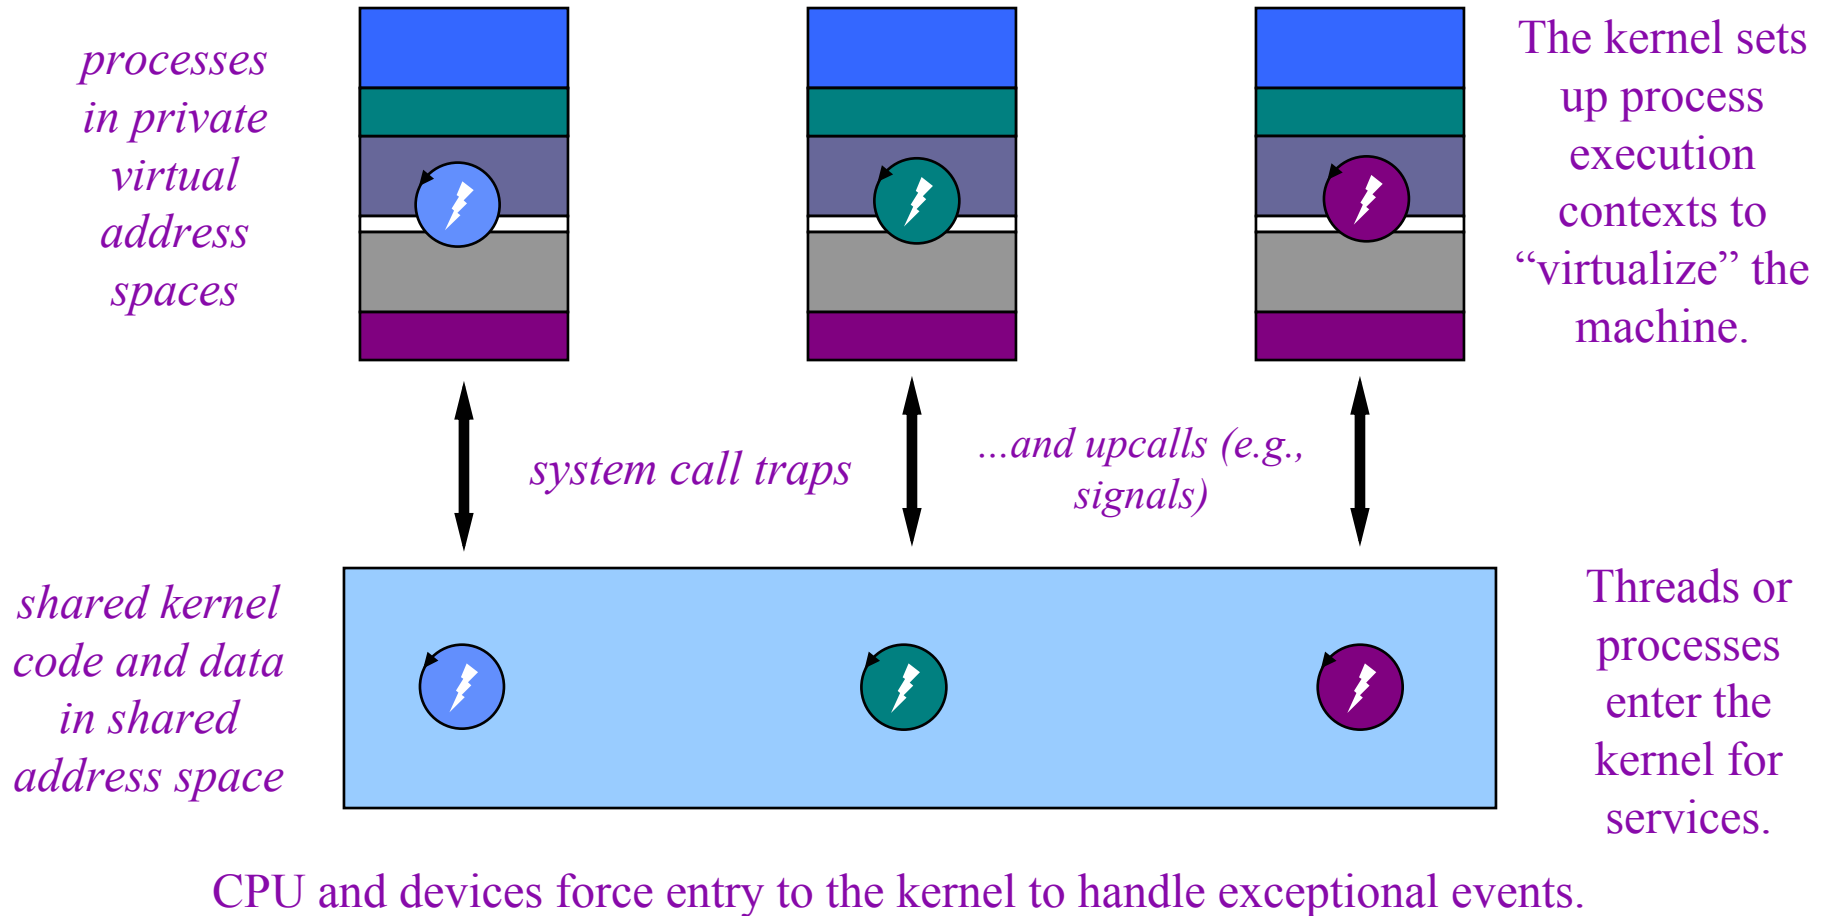 processes
in private
virtual
address
spaces
The kernel sets
up process
execution
contexts to
“virtualize” the
machine.
system call traps
...and upcalls (e.g.,
signals)
shared kernel
code and data
in shared
address space
Threads or
processes
enter the
kernel for
services.
CPU and devices force entry to the kernel to handle exceptional events.